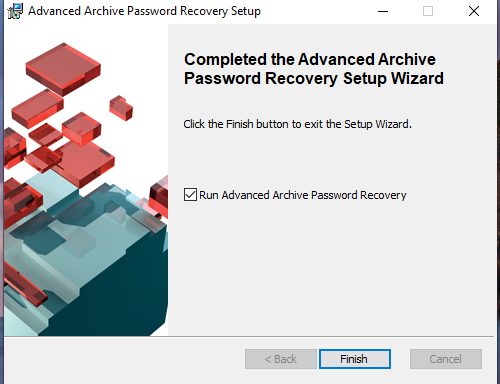 Advanced Archive Password Recovery Setup
Completed the Advanced Archive
Password Recovery Setup Wizard
Click the Finish button to exit the Setup Wizard.
Run Advanced Archive Password Recovery
< Back
Finish
Cancel